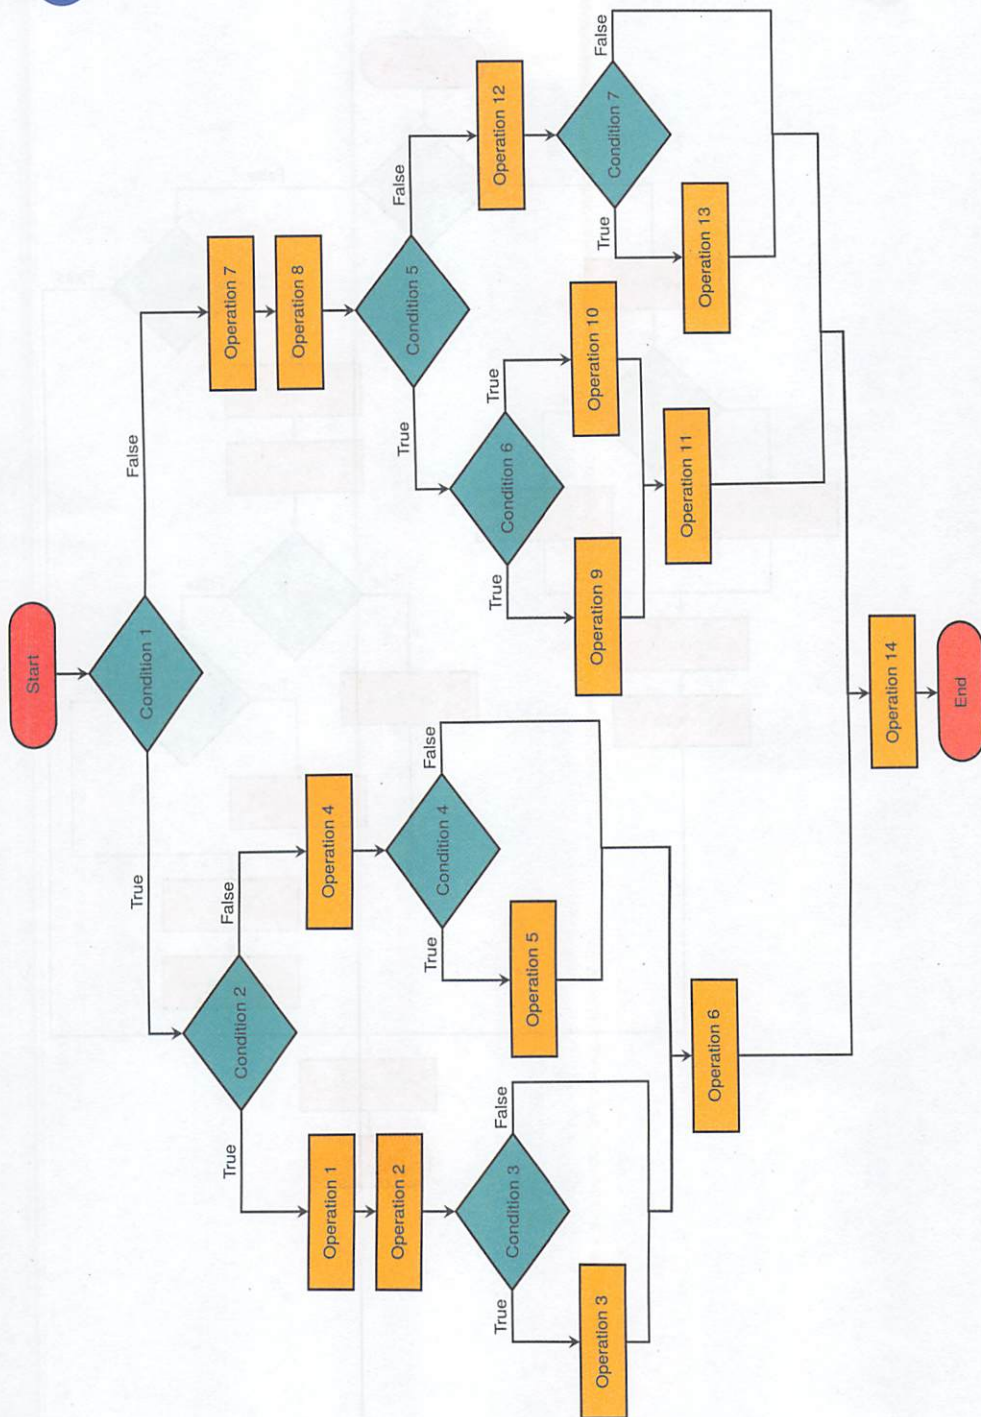 Start
Condition 1
True
False
Condition 2
True
False
Operation 1
Operation 2
Condition 3
True
False
Operation 3
Operation 4
Condition 4
True
False
Operation 5
Operation 6
Operation 7
Operation 8
Condition 5
True
False
Condition 6
True
True
Operation 9
Operation 10
Operation 11
Operation 12
Condition 7
True
False
Operation 13
Operation 14
End